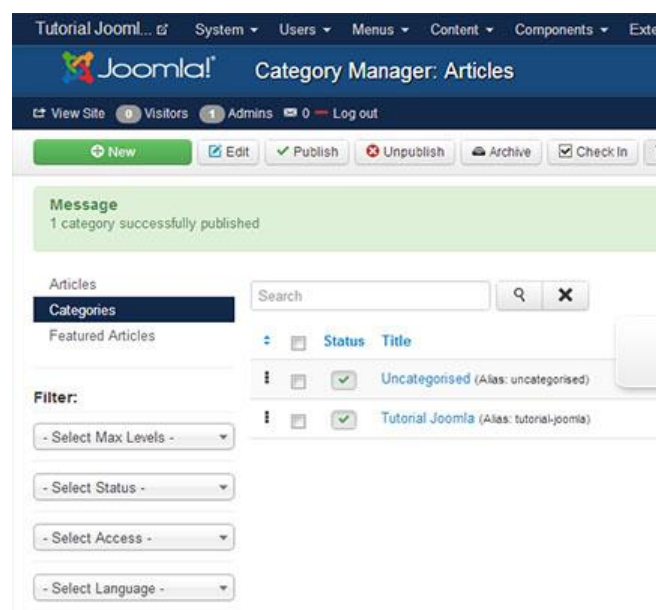 Tutorial Jooml... System Users Menus Content Components Exte
Joomla!® Category Manager: Articles
View Site 0 Visitors 1 Admins 0 Log out
New Edit Publish Unpublish Archive Check In
Message
1 category successfully published
Articles
Categories
Featured Articles
Search
Status Title
Uncategorised (Alias: uncategorised)
Tutorial Joomla (Alias: tutorial-joomla)
Filter:
- Select Max Levels -
- Select Status -
- Select Access -
- Select Language -